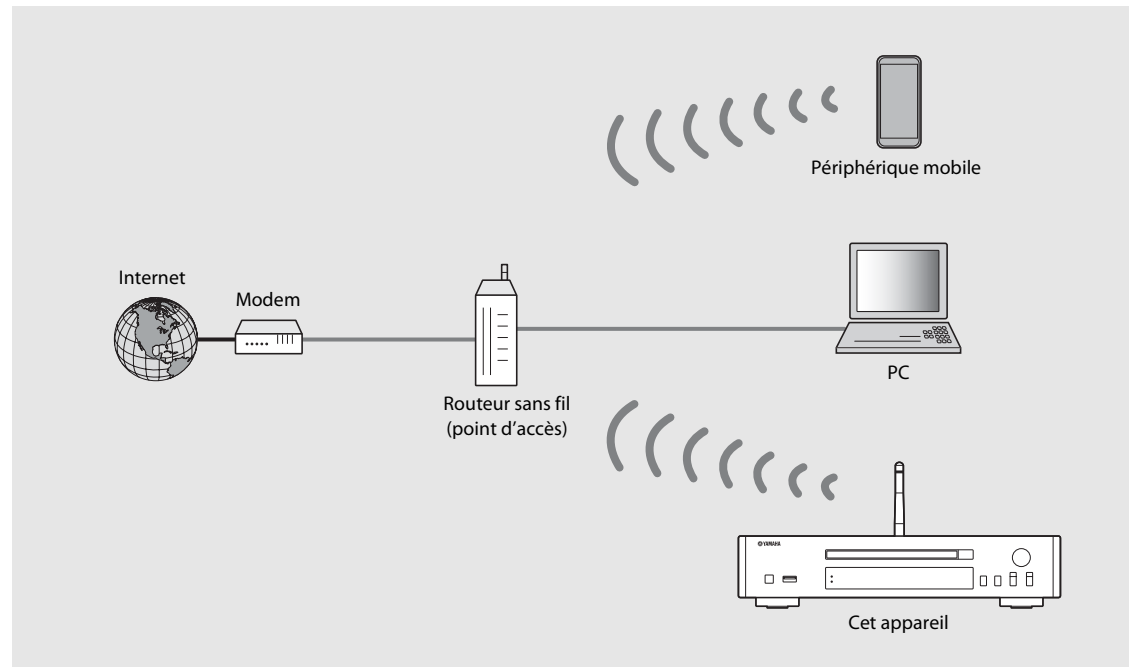 Périphérique mobile
Internet
Modem
Routeur sans fil
(point d’accès)
PC
YAMAHA
Cet appareil